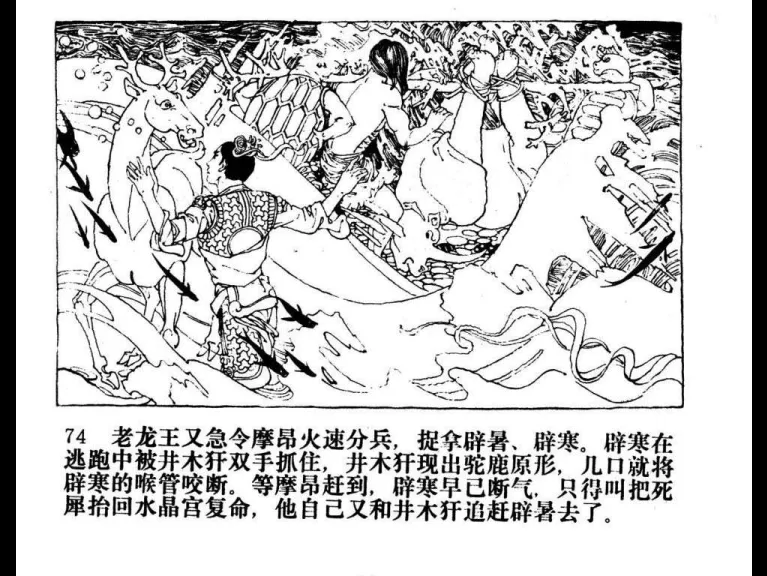 74 老龙王又急令摩昂火速分兵，捉拿辟暑、辟寒。辟寒在
逃跑中被井木犴双手抓住，井木犴现出驼鹿原形，几口就将
辟寒的喉管咬断。等摩昂赶到，辟寒早已断气，只得叫把死
犀抬回水晶宫复命，他自己又和井木犴追赶辟暑去了。